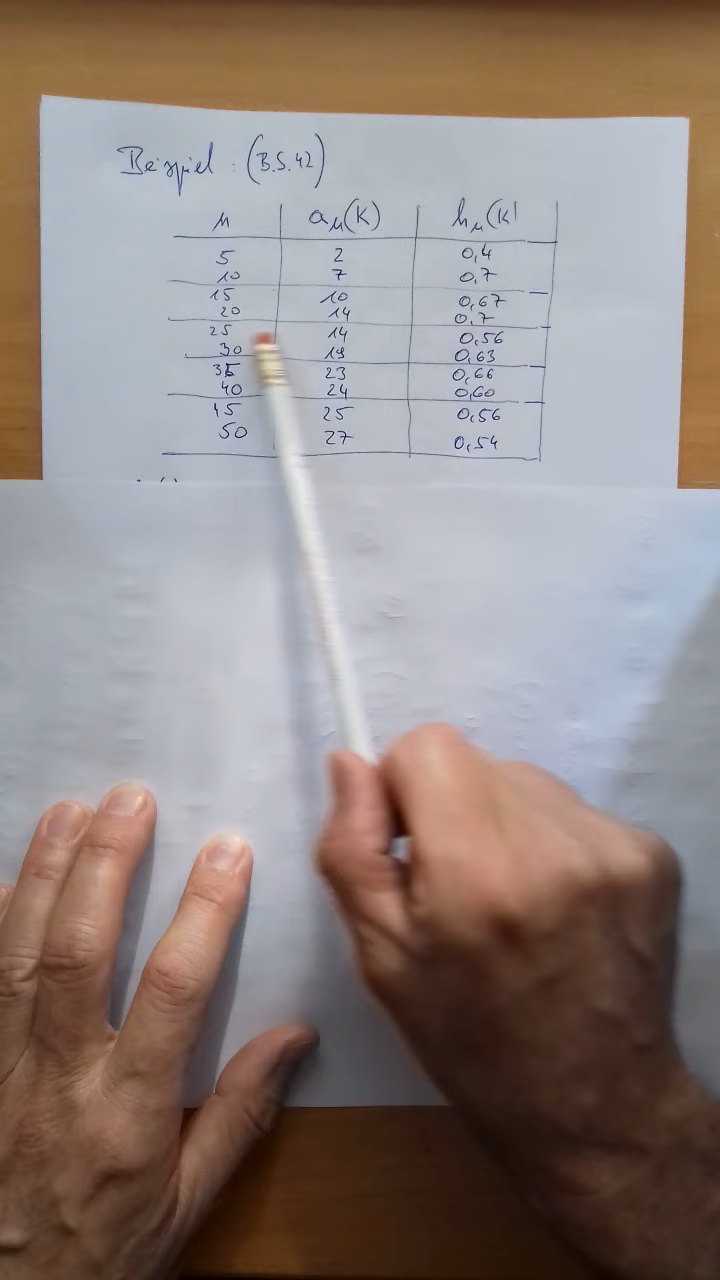 Beispiel : (B.S.42)
n aₙ(K) hₙ(K)
5 2 0,4
10 7 0,7
15 10 0,67
20 14 0,7
25 14 0,56
30 19 0,63
35 23 0,66
40 24 0,60
45 25 0,56
50 27 0,54